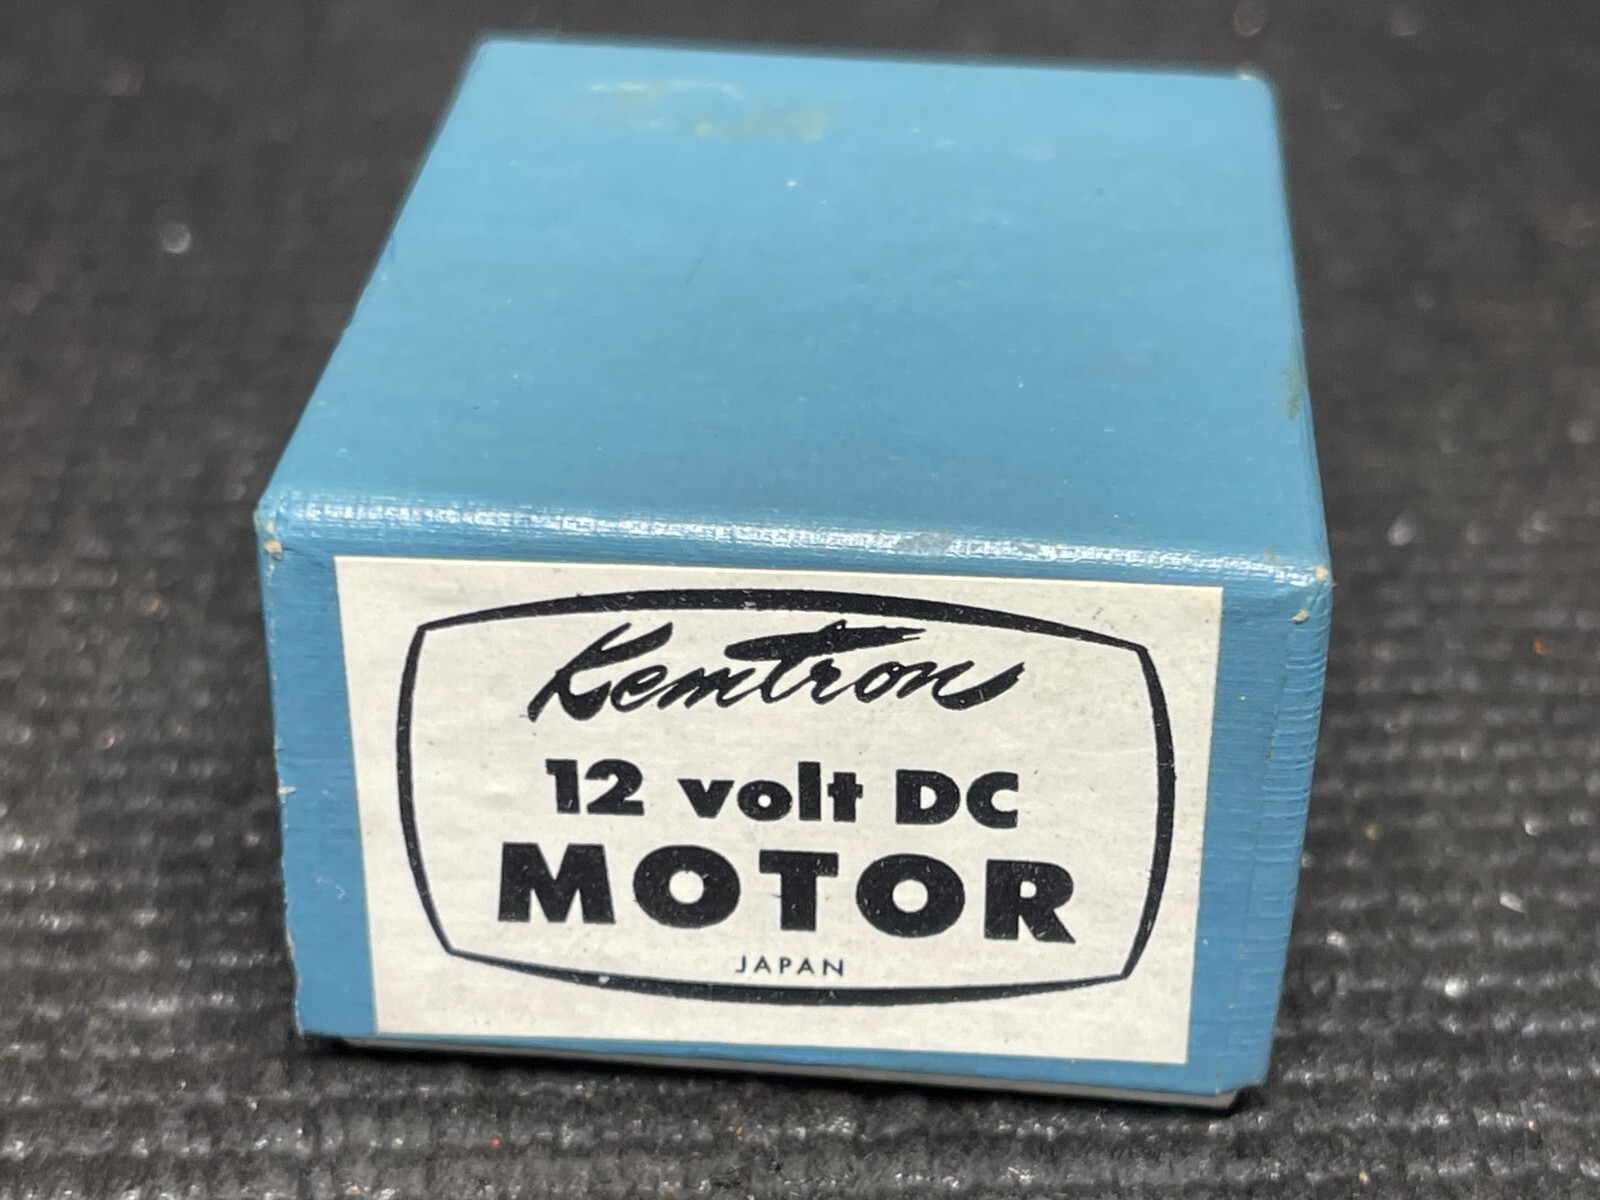 Kemtron
12 volt DC
MOTOR
JAPAN